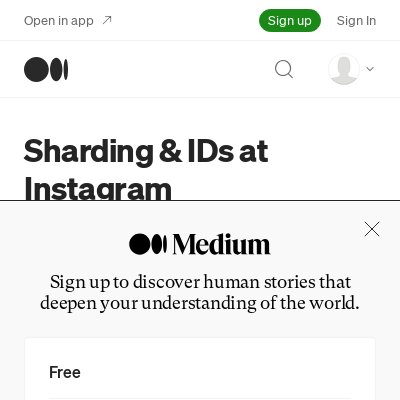 Open in app
Sign up
Sign In
Sharding & IDs at
Instagram
Medium
Sign up to discover human stories that
deepen your understanding of the world.
Free